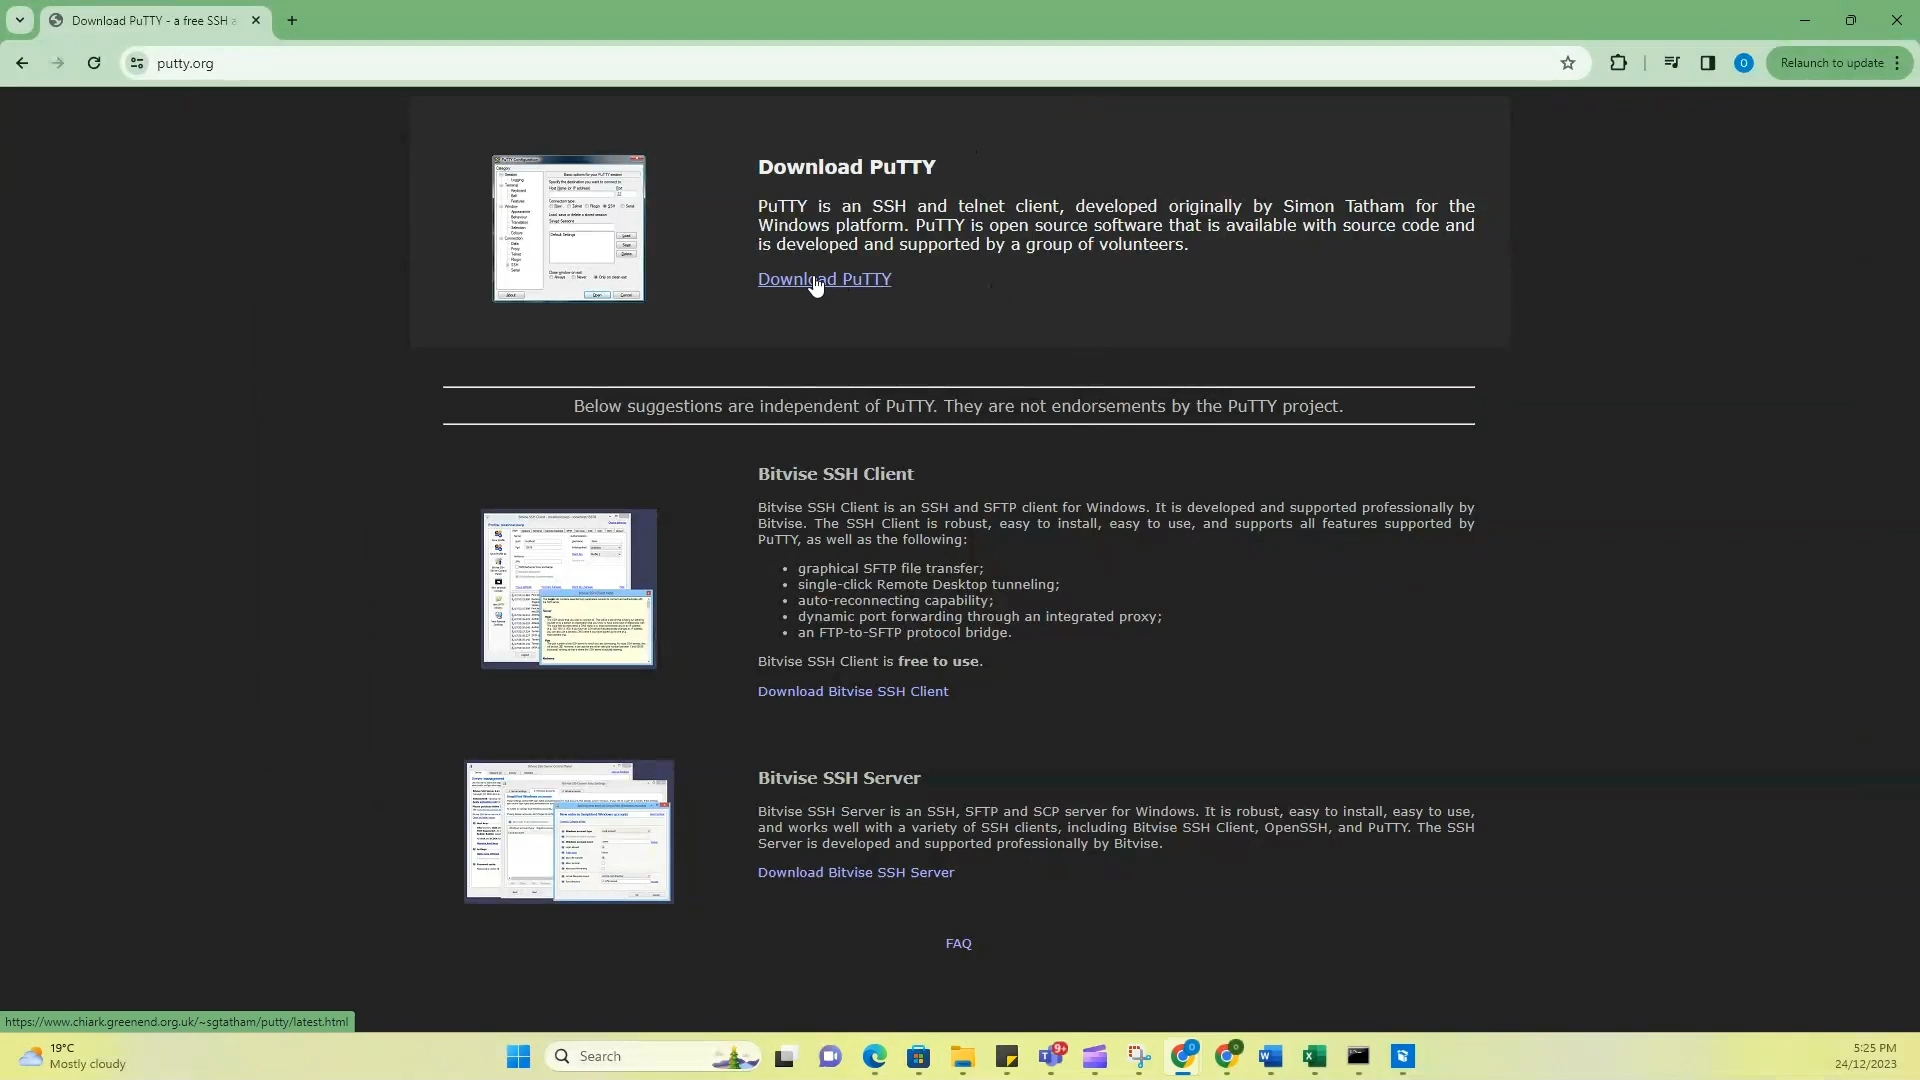 Download PuTTY - a free SSH a
putty.org
Relaunch to update
Download PuTTY
PuTTY is an SSH and telnet client, developed originally by Simon Tatham for the
Windows platform. PuTTY is open source software that is available with source code and
is developed and supported by a group of volunteers.
Download PuTTY
Below suggestions are independent of PuTTY. They are not endorsements by the PuTTY project.
Bitvise SSH Client
Bitvise SSH Client is an SSH and SFTP client for Windows. It is developed and supported professionally by
Bitvise. The SSH Client is robust, easy to install, easy to use, and supports all features supported by
PuTTY, as well as the following:
• graphical SFTP file transfer;
• single-click Remote Desktop tunneling;
• auto-reconnecting capability;
• dynamic port forwarding through an integrated proxy;
• an FTP-to-SFTP protocol bridge.
Bitvise SSH Client is free to use.
Download Bitvise SSH Client
Bitvise SSH Server
Bitvise SSH Server is an SSH, SFTP and SCP server for Windows. It is robust, easy to install, easy to use,
and works well with a variety of SSH clients, including Bitvise SSH Client, OpenSSH, and PuTTY. The SSH
Server is developed and supported professionally by Bitvise.
Download Bitvise SSH Server
FAQ
https://www.chiark.greenend.org.uk/~sgtatham/putty/latest.html
19°C
Mostly cloudy
Search
9+
5:25 PM
24/12/2023